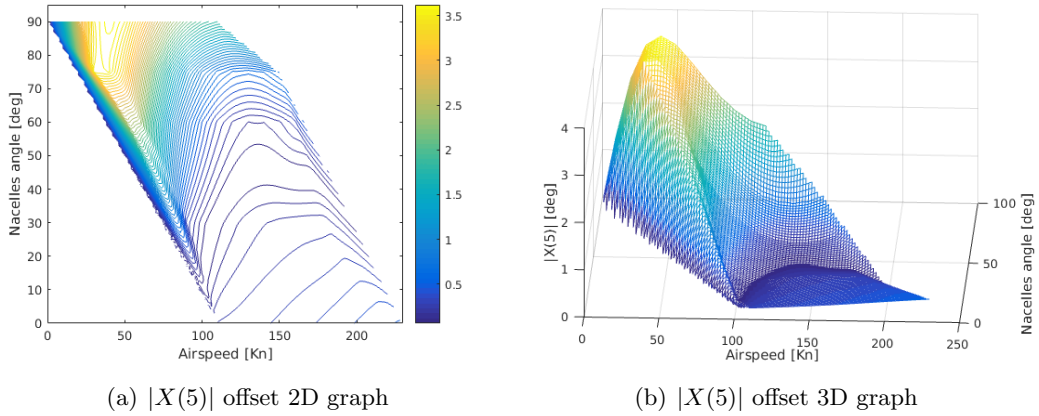 90
80
70
60
50
40
30
20
10
0
Nacelles angle [deg]
0 50 100 150 200
Airspeed [Kn]
3.5
3
2.5
2
1.5
1
0.5
4
3
2
1
0
|X(5)| [deg]
0 50 100 150 200 250
Airspeed [Kn]
100
50
0
Nacelles angle [deg]
(a) |X(5)| offset 2D graph
(b) |X(5)| offset 3D graph